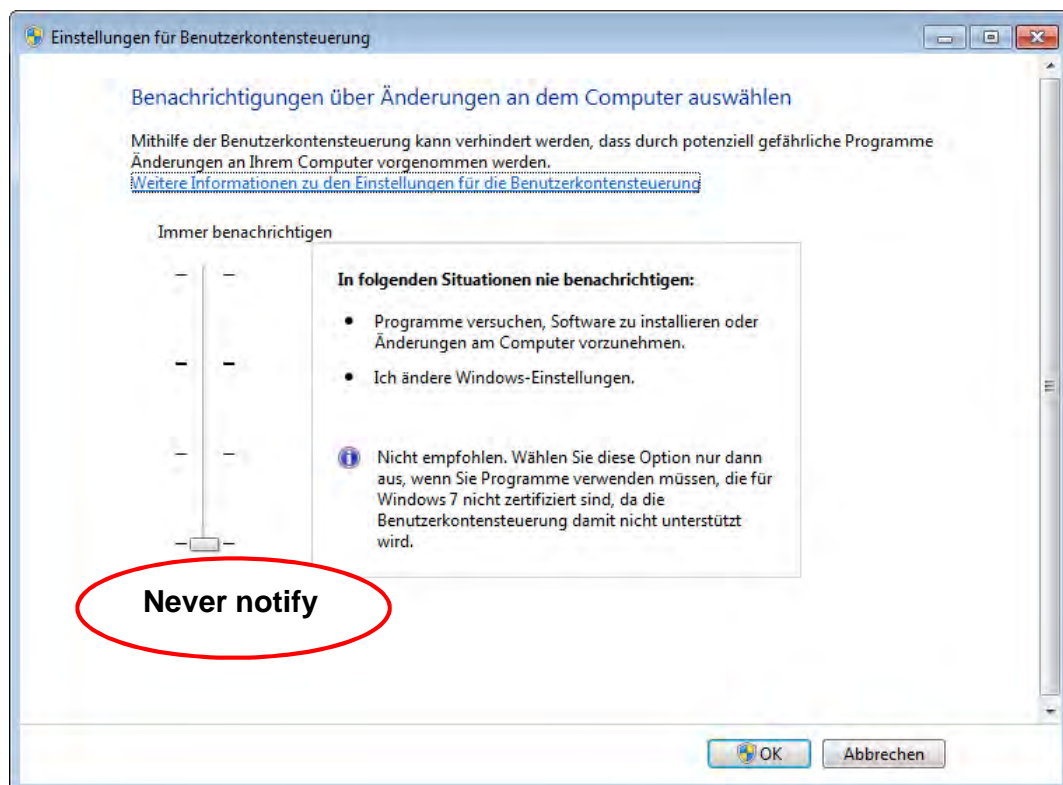 Einstellungen für Benutzerkontensteuerung
Benachrichtigungen über Änderungen an dem Computer auswählen
Mithilfe der Benutzerkontensteuerung kann verhindert werden, dass durch potenziell gefährliche Programme
Änderungen an Ihrem Computer vorgenommen werden.
Weitere Informationen zu den Einstellungen für die Benutzerkontensteuerung
Immer benachrichtigen
In folgenden Situationen nie benachrichtigen:
• Programme versuchen, Software zu installieren oder
Änderungen am Computer vorzunehmen.
• Ich ändere Windows-Einstellungen.
Nicht empfohlen. Wählen Sie diese Option nur dann
aus, wenn Sie Programme verwenden müssen, die für
Windows 7 nicht zertifiziert sind, da die
Benutzerkontensteuerung damit nicht unterstützt
wird.
Never notify
OK
Abbrechen